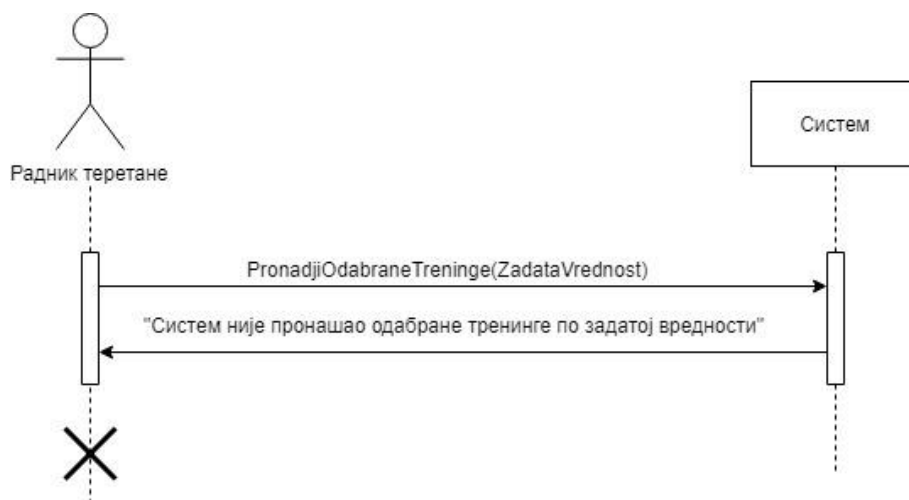 Систем
Радник теретане
PronadjiOdabraneTreninge(ZadataVrednost)
"Систем није пронашао одабране тренинге по задатој вредности"